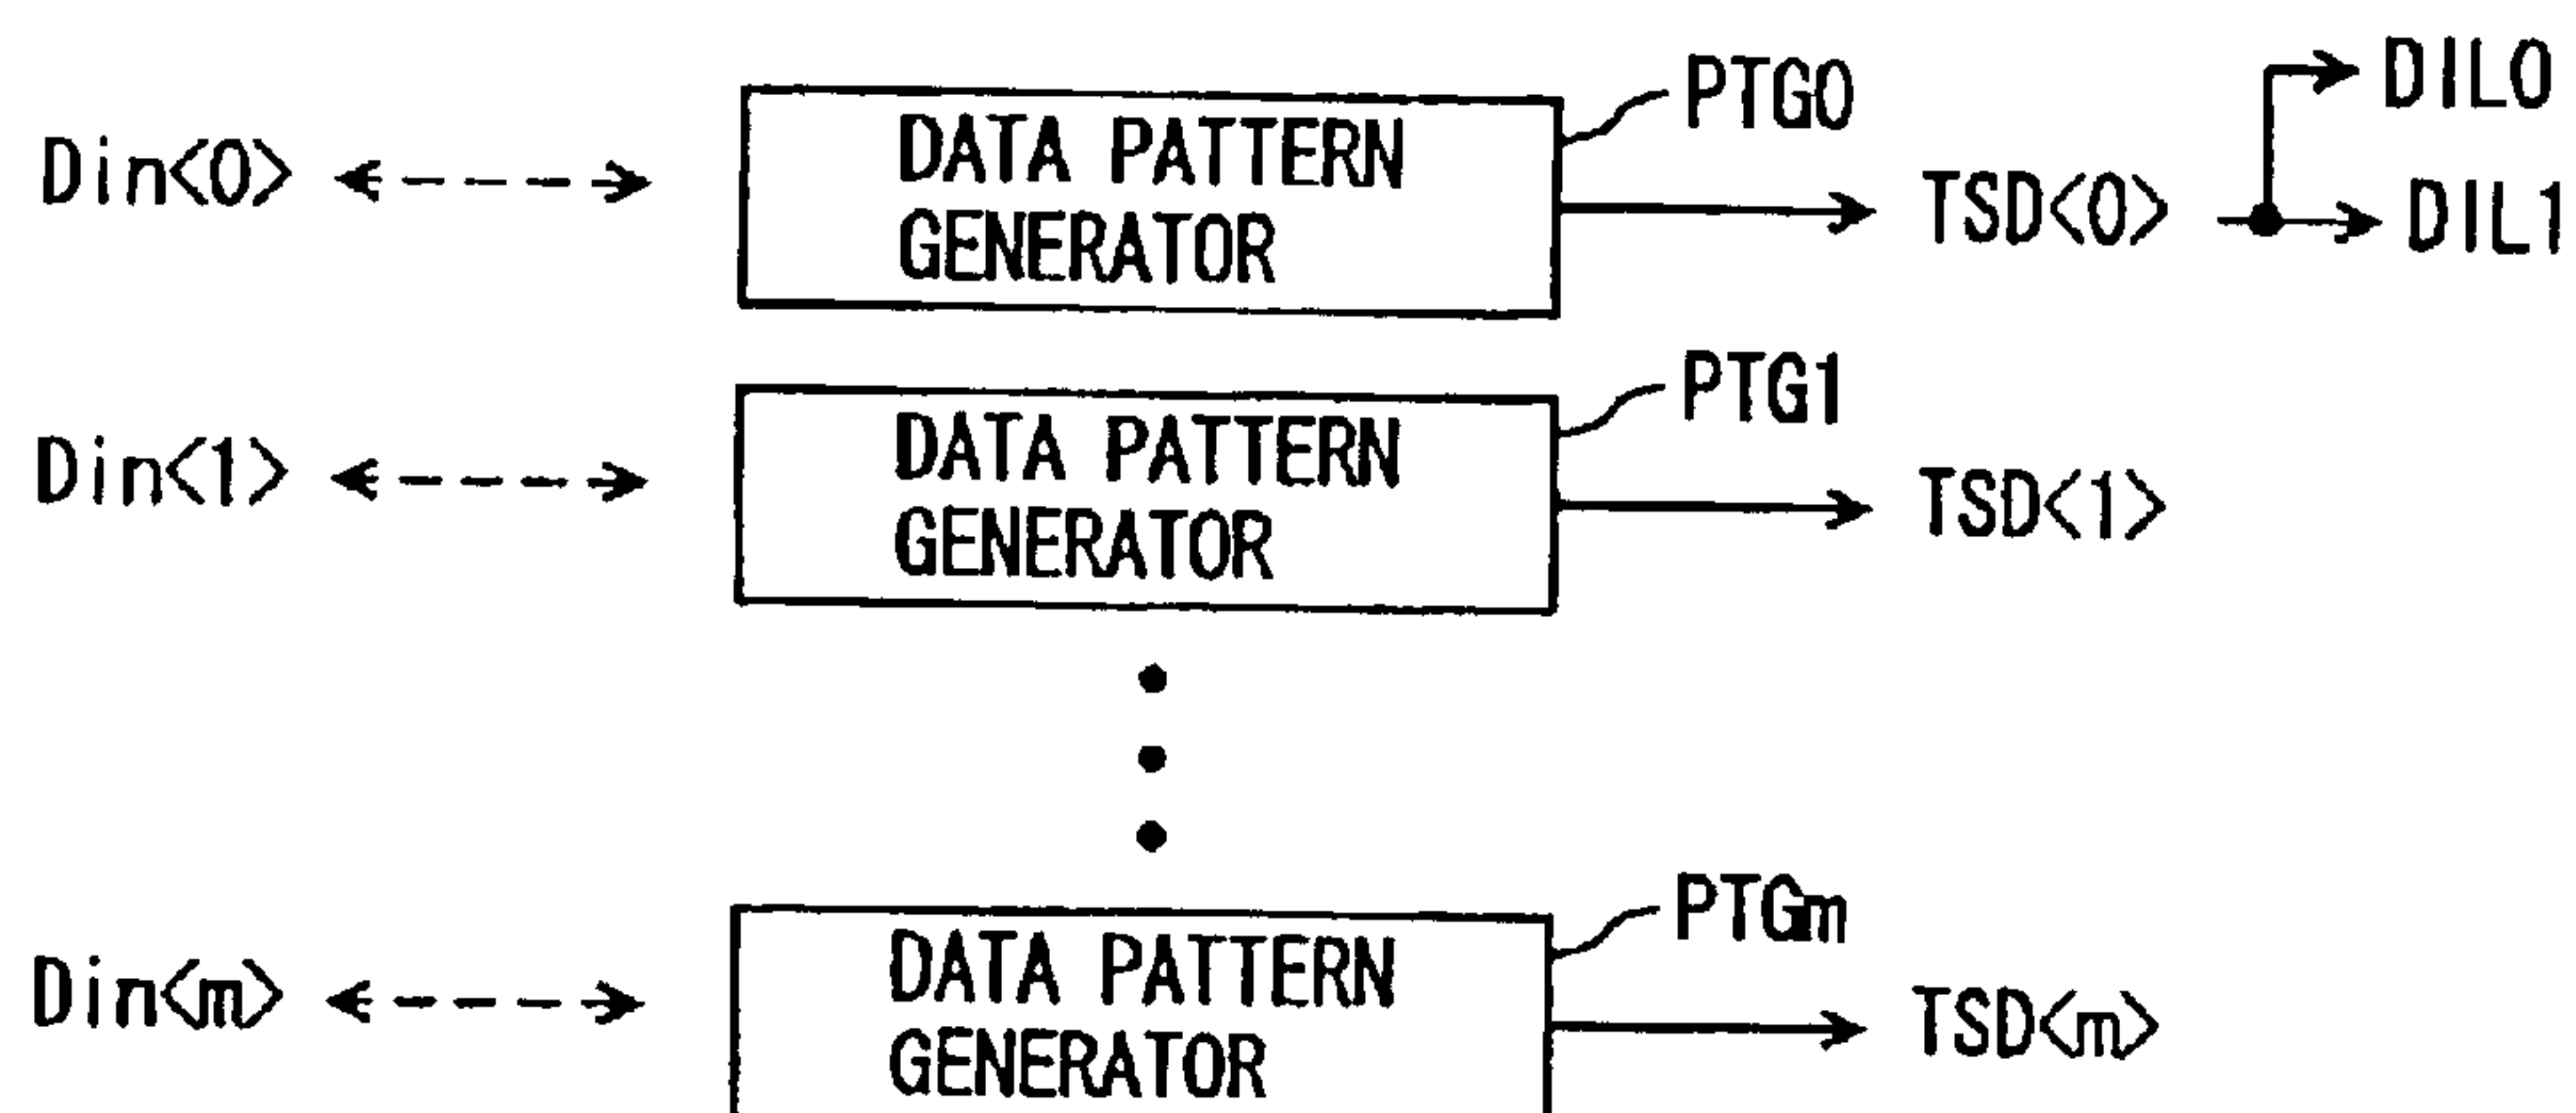 PTG0
DIL0
Din<0>
DATA PATTERN
GENERATOR
TSD<0>
DIL1
PTG1
Din<1>
DATA PATTERN
GENERATOR
TSD<1>
PTGm
Din<m>
DATA PATTERN
GENERATOR
TSD<m>